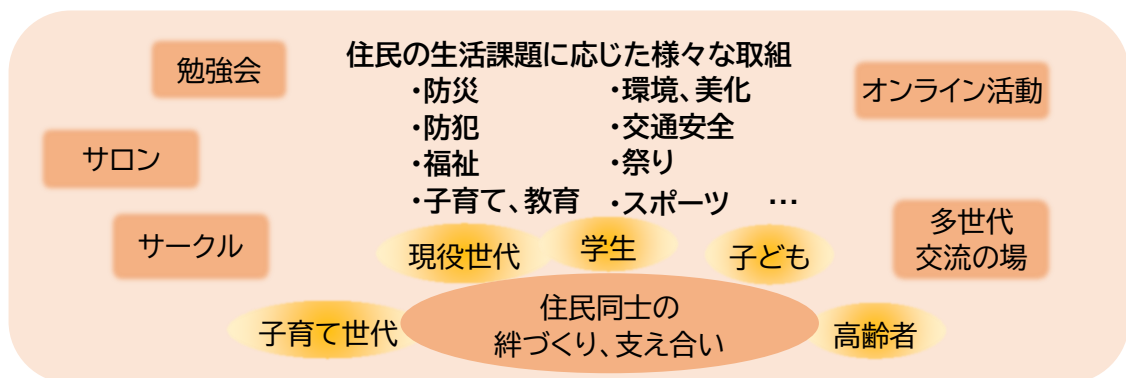 住民の生活課題に応じた様々な取組
・防災
・防犯
・福祉
・子育て、教育
・環境、美化
・交通安全
・祭り
・スポーツ …
勉強会
サロン
サークル
オンライン活動
多世代
交流の場
現役世代
学生
子ども
子育て世代
住民同士の
絆づくり、支え合い
高齢者